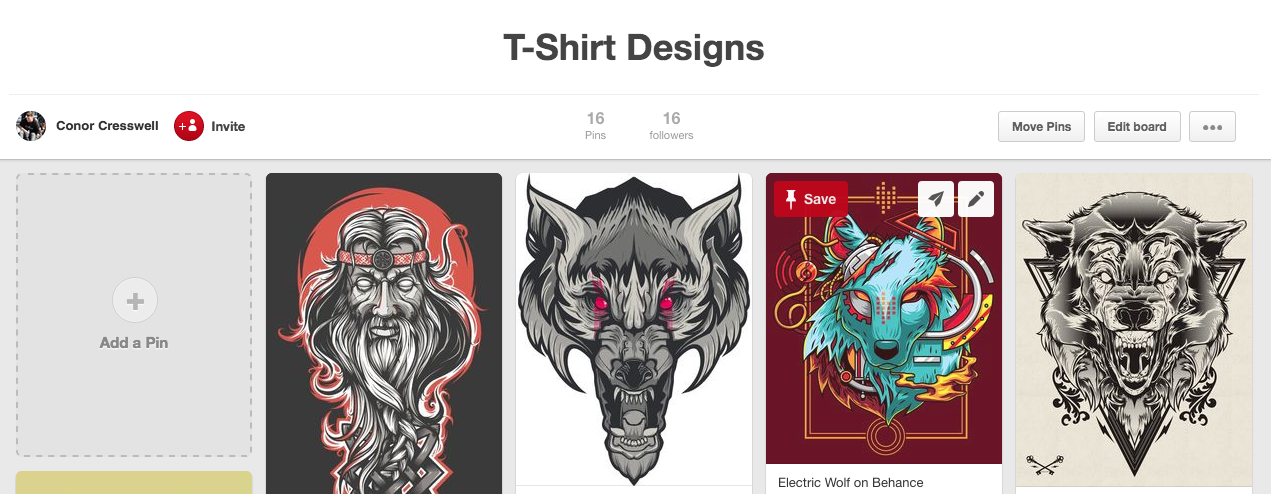 T-Shirt Designs
Conor Cresswell
Invite
16
Pins
16
followers
Move Pins
Edit board
Add a Pin
Save
Electric Wolf on Behance